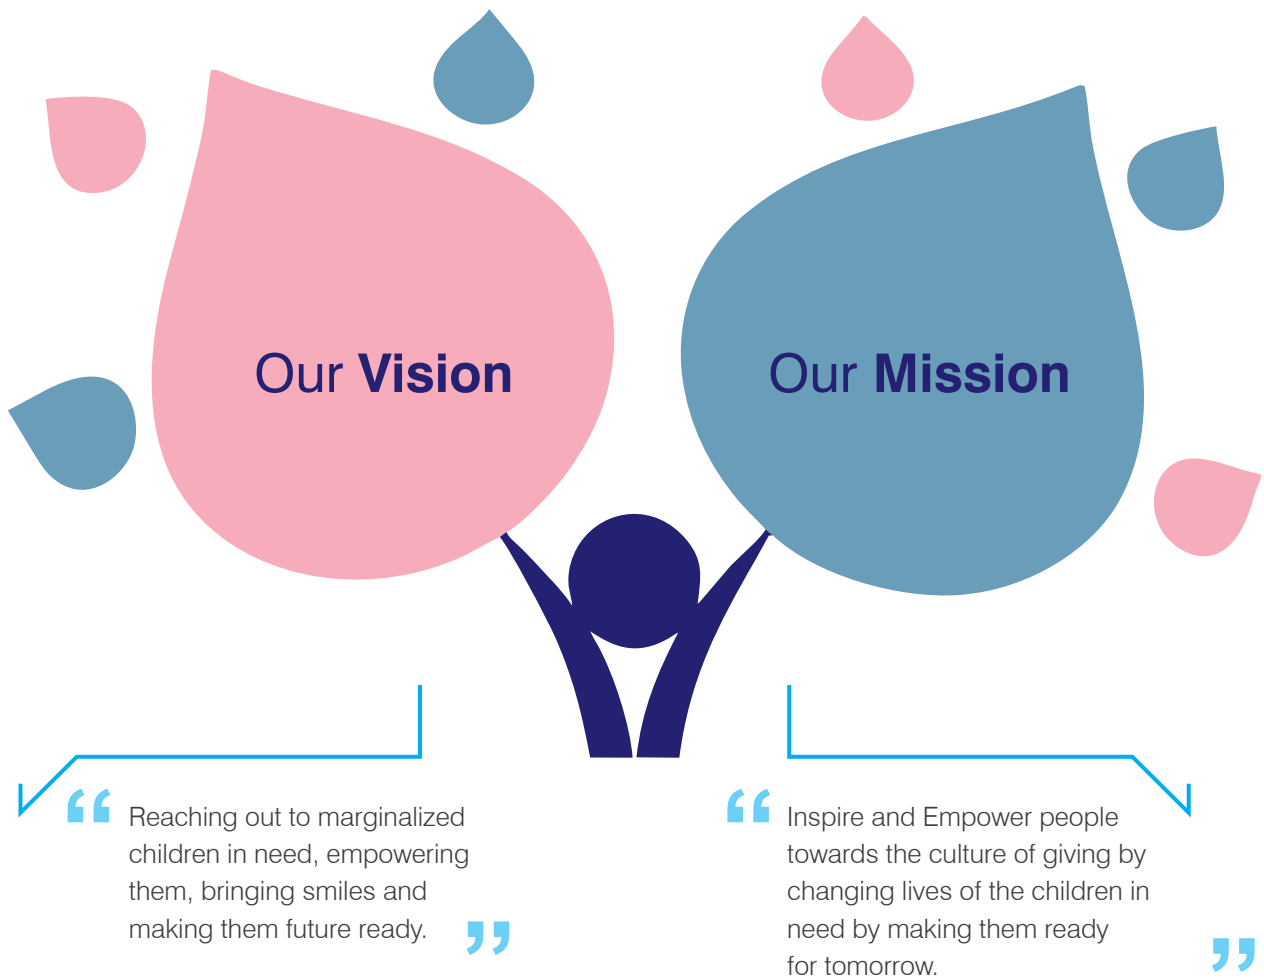 Our Vision
Our Mission
“ Reaching out to marginalized
children in need, empowering
them, bringing smiles and
making them future ready. ”
“ Inspire and Empower people
towards the culture of giving by
changing lives of the children in
need by making them ready
for tomorrow. ”